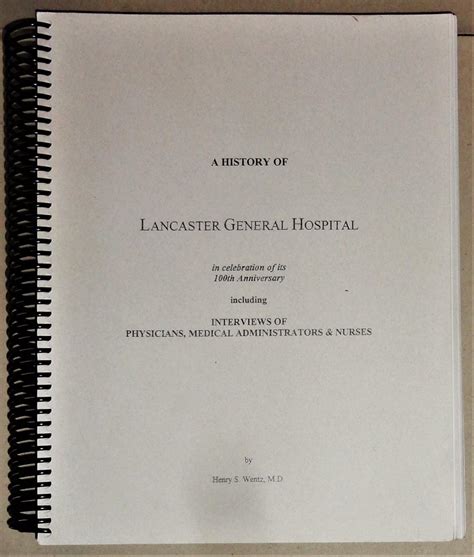 A HISTORY OF
LANCASTER GENERAL HOSPITAL
in celebration of its
100th Anniversary
including
INTERVIEWS OF
PHYSICIANS, MEDICAL ADMINISTRATORS & NURSES
by
Henry S. Wentz, M.D.